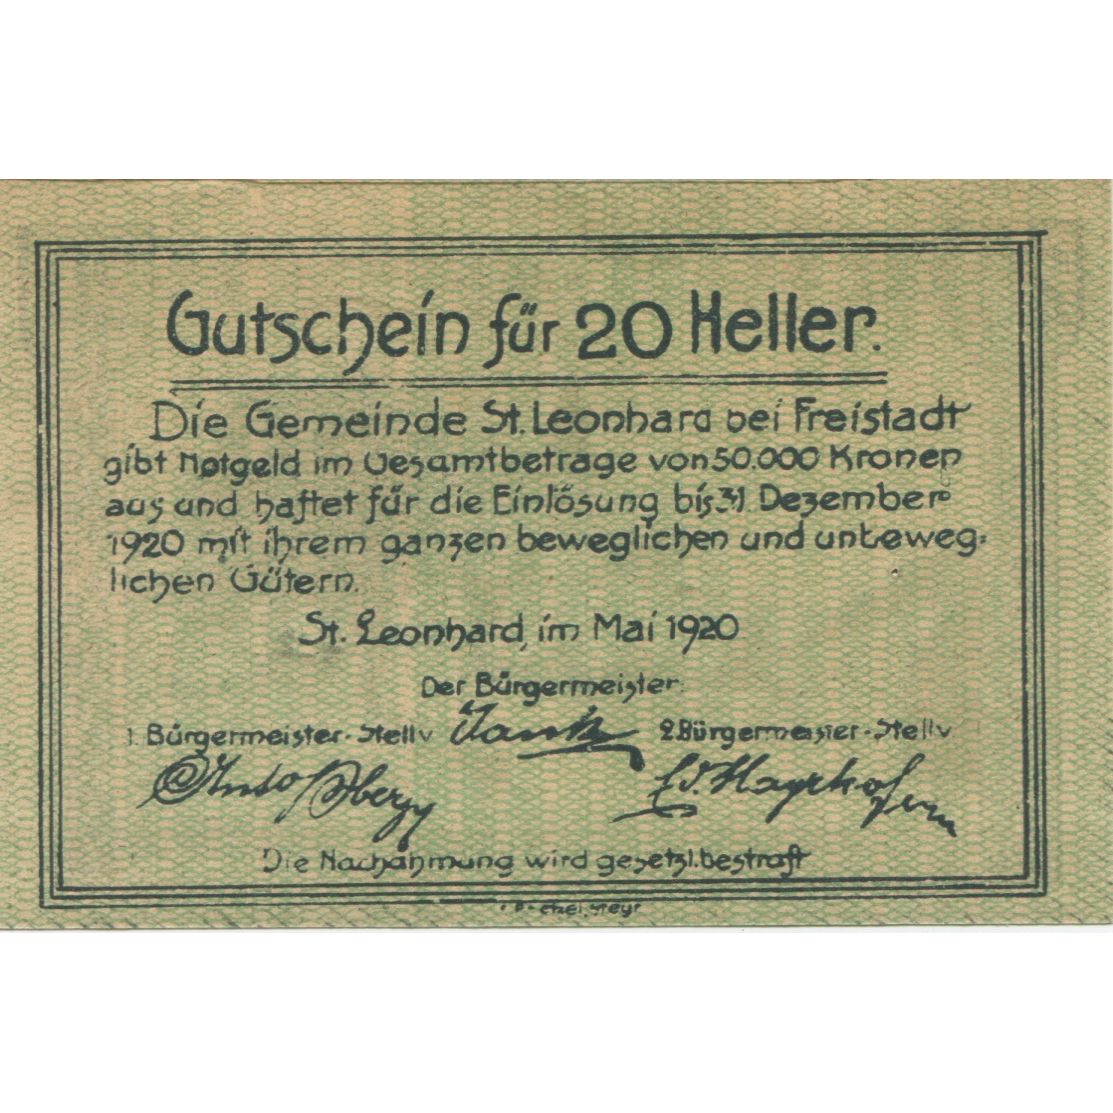 Gutschein für 20 Heller.
Die Gemeinde St. Leonhard bei Freistadt
gibt Notgeld im Gesamtbetrage von 50.000 Kronen
aus und haftet für die Einlösung bis 31. Dezember
1920 mit ihrem ganzen beweglichen und unbeweg=
lichen Gütern.
St. Leonhard, im Mai 1920
Der Bürgermeister:
1. Bürgermeister-Stellv. 2. Bürgermeister-Stellv.
Die Nachahmung wird gesetzl. bestraft
Steyr